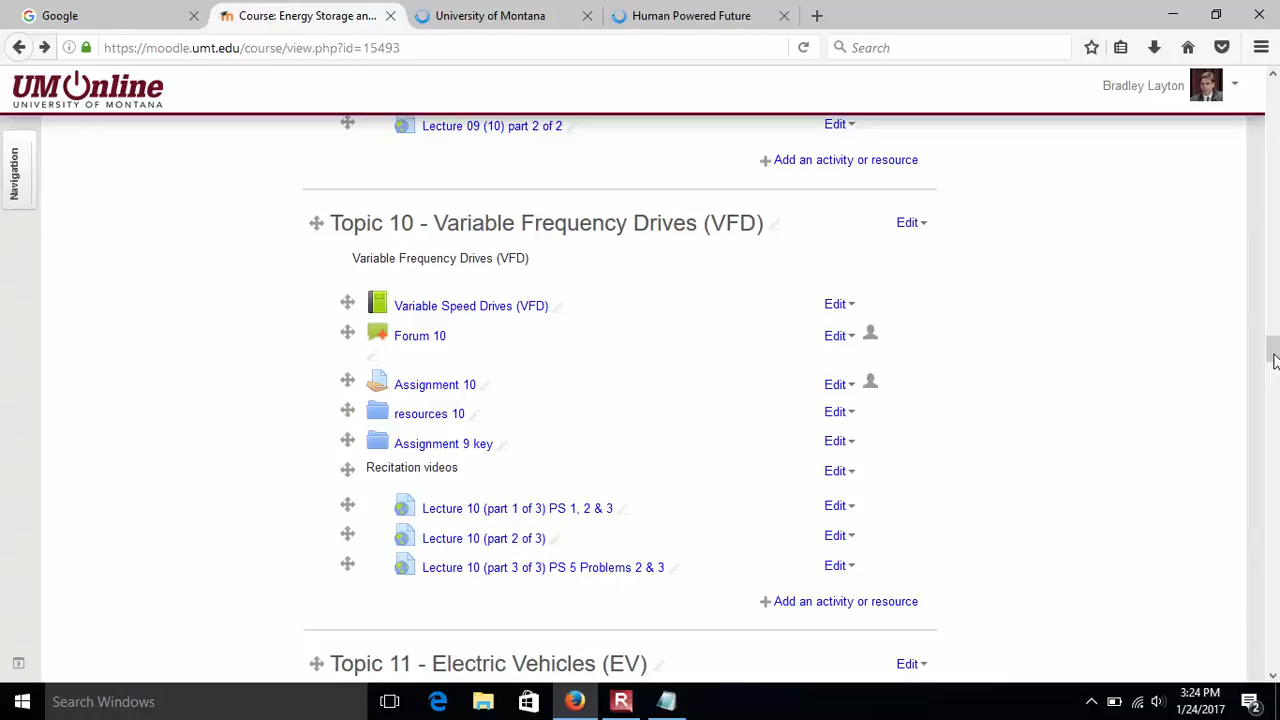 Google
Course: Energy Storage an...
University of Montana
Human Powered Future
https://moodle.umt.edu/course/view.php?id=15493
Search
UMOnline
UNIVERSITY OF MONTANA
Bradley Layton
Navigation
Lecture 09 (10) part 2 of 2
Edit
Add an activity or resource
Topic 10 - Variable Frequency Drives (VFD)
Edit
Variable Frequency Drives (VFD)
Variable Speed Drives (VFD)
Edit
Forum 10
Edit
Assignment 10
Edit
resources 10
Edit
Assignment 9 key
Edit
Recitation videos
Edit
Lecture 10 (part 1 of 3) PS 1, 2 & 3
Edit
Lecture 10 (part 2 of 3)
Edit
Lecture 10 (part 3 of 3) PS 5 Problems 2 & 3
Edit
Add an activity or resource
Topic 11 - Electric Vehicles (EV)
Edit
Search Windows
3:24 PM
1/24/2017
2